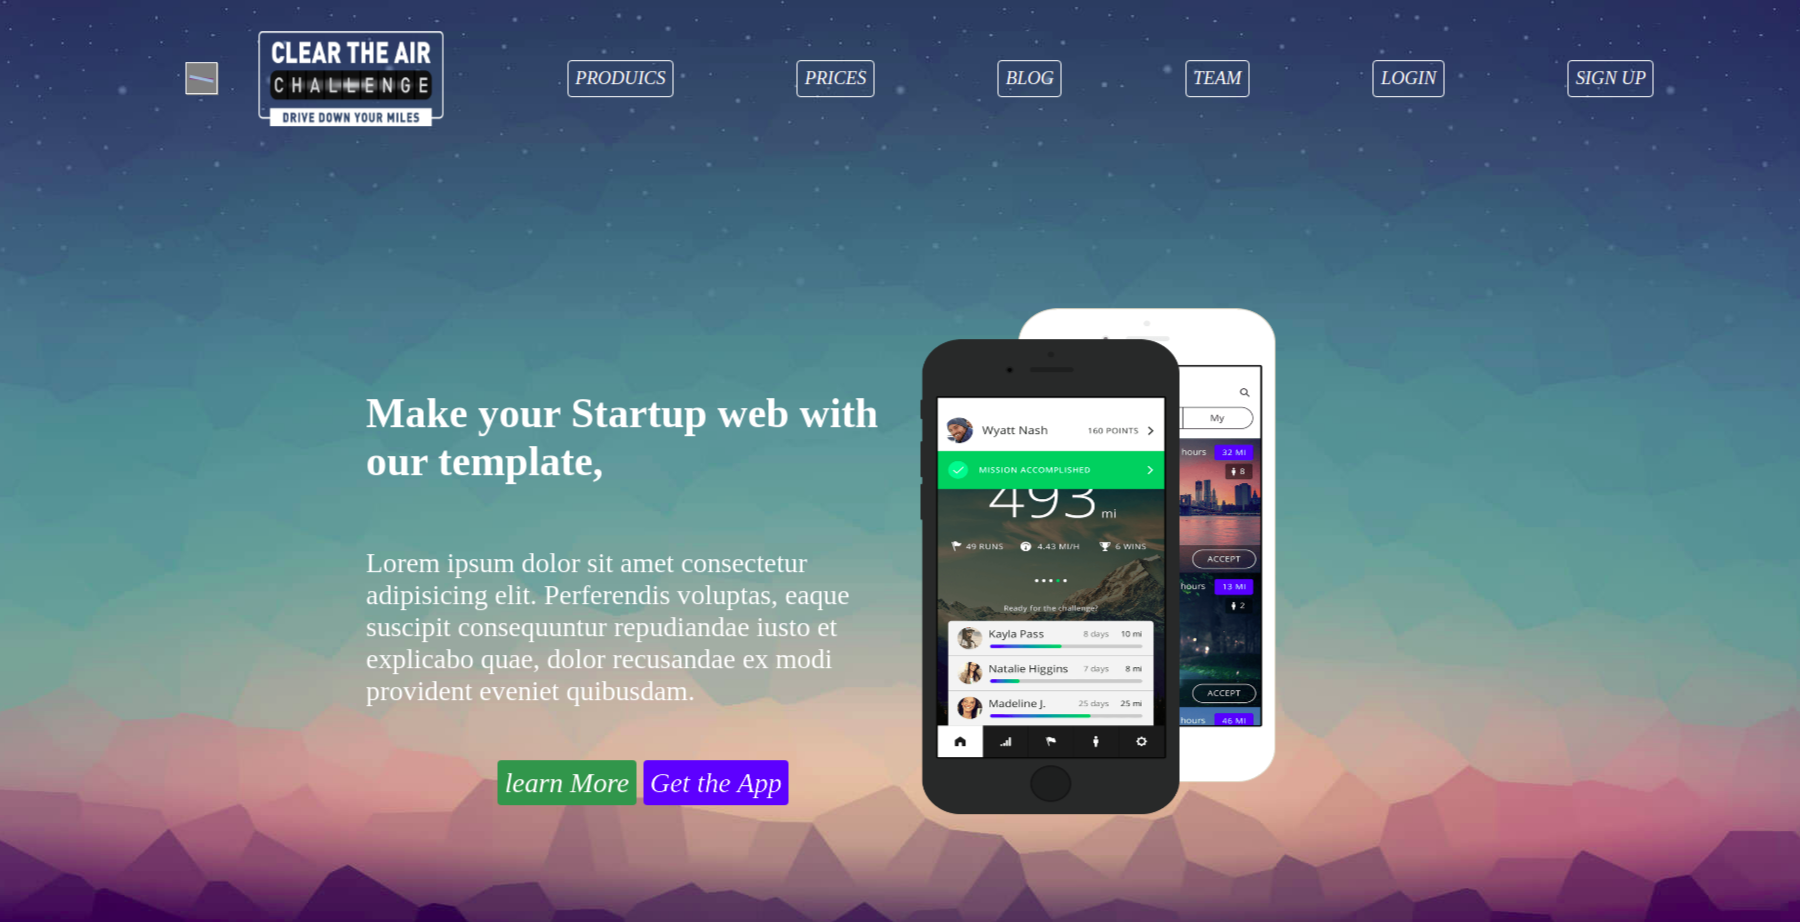 CLEAR THE AIR
CHALLENGE
DRIVE DOWN YOUR MILES
PRODUICS
PRICES
BLOG
TEAM
LOGIN
SIGN UP
Make your Startup web with
our template,
Lorem ipsum dolor sit amet consectetur
adipisicing elit. Perferendis voluptas, eaque
suscipit consequuntur repudiandae iusto et
explicabo quae, dolor recusandae ex modi
provident eveniet quibusdam.
learn More
Get the App
Wyatt Nash 160 POINTS
MISSION ACCOMPLISHED
493 mi
49 RUNS 4.43 MI/H 6 WINS
Ready for the challenge?
Kayla Pass 8 days 10 mi
Natalie Higgins 7 days 8 mi
Madeline J. 25 days 25 mi
My
hours 32 MI
8
ACCEPT
hours 13 MI
2
ACCEPT
hours 46 MI